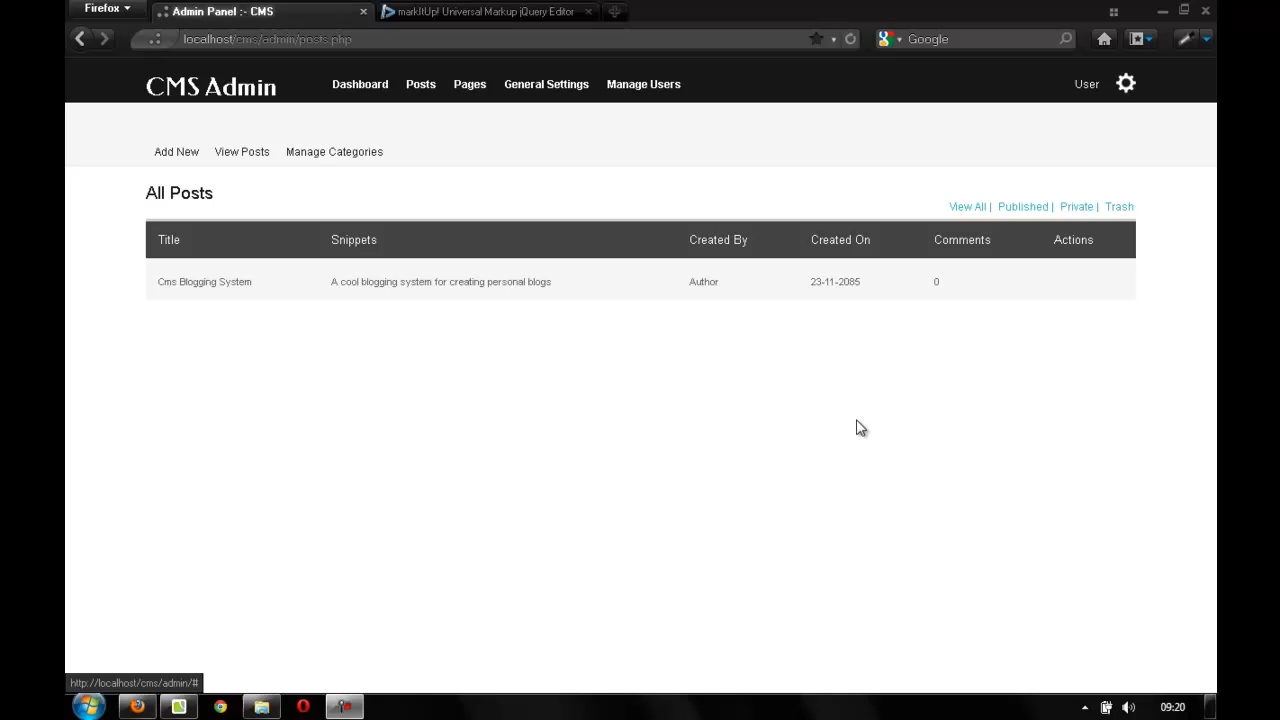 Firefox
Admin Panel :- CMS
markItUp! Universal Markup jQuery Editor
localhost/cms/admin/posts.php
Google
CMS Admin
Dashboard Posts Pages General Settings Manage Users
User
Add New View Posts Manage Categories
All Posts
View All | Published | Private | Trash
Title Snippets Created By Created On Comments Actions
Cms Blogging System A cool blogging system for creating personal blogs Author 23-11-2085 0
http://localhost/cms/admin/#
09:20